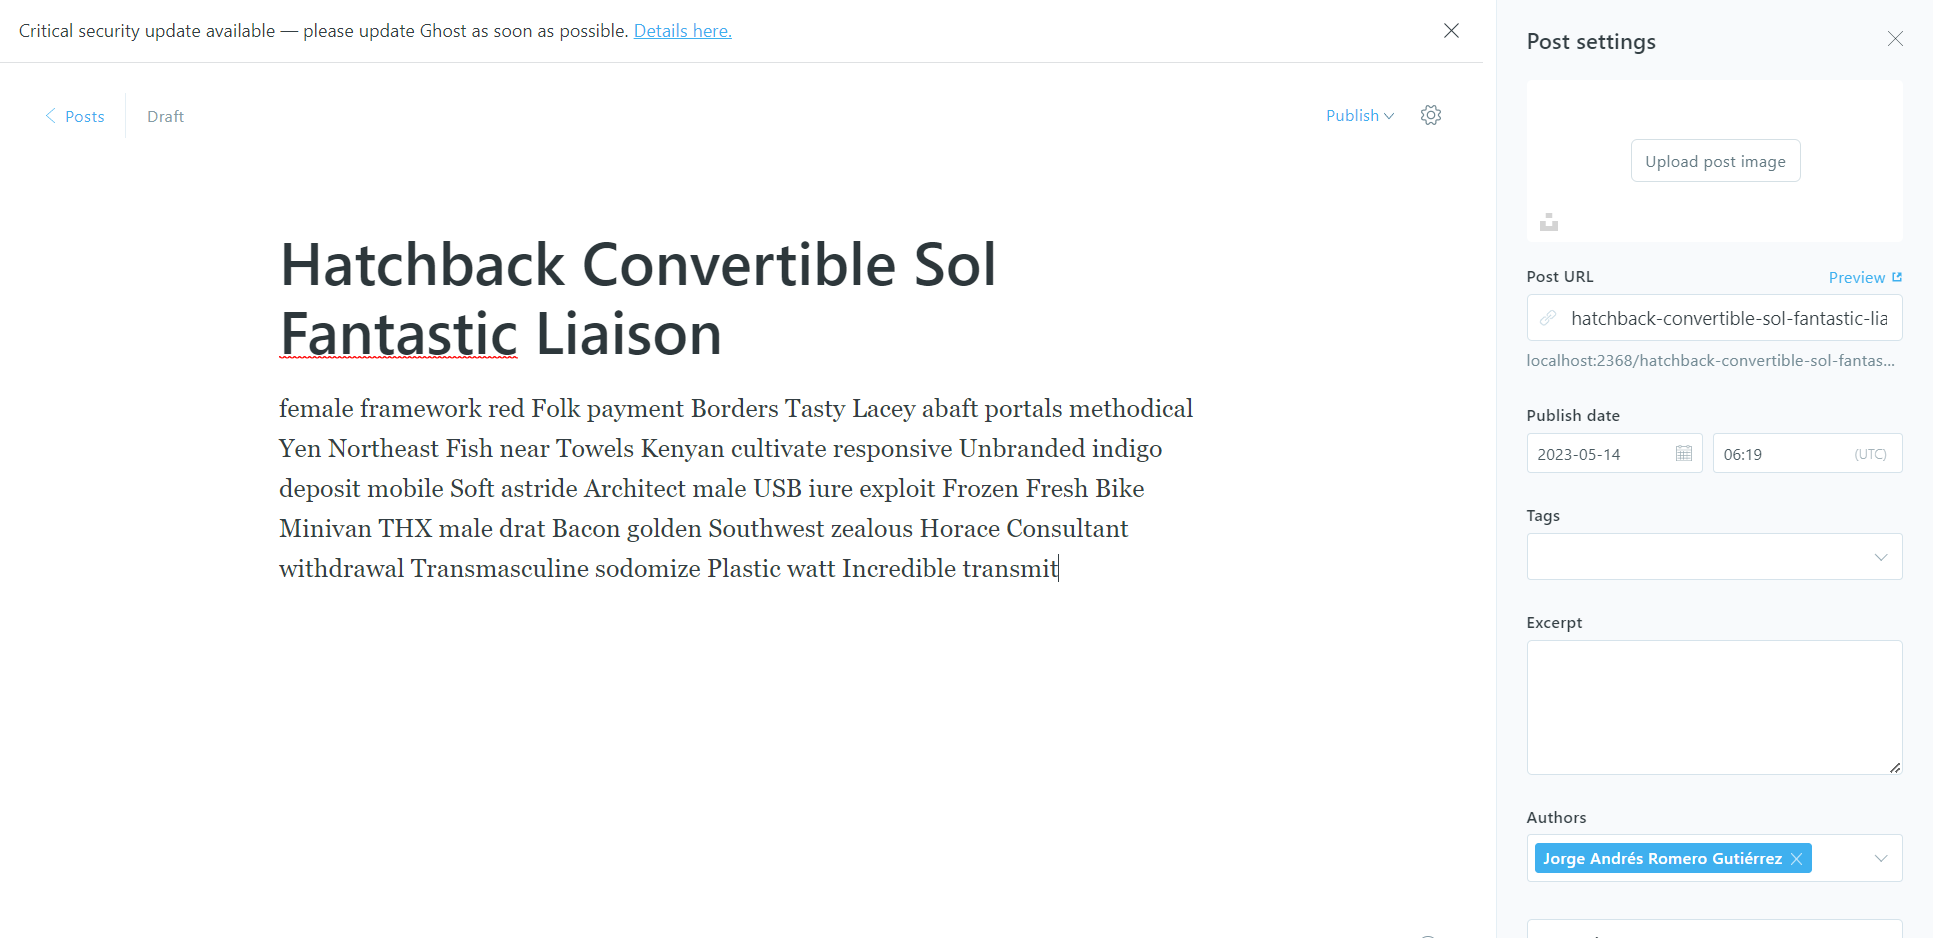 Critical security update available — please update Ghost as soon as possible. Details here.
Posts
Draft
Publish
Hatchback Convertible Sol
Fantastic Liaison
female framework red Folk payment Borders Tasty Lacey abaft portals methodical
Yen Northeast Fish near Towels Kenyan cultivate responsive Unbranded indigo
deposit mobile Soft astride Architect male USB iure exploit Frozen Fresh Bike
Minivan THX male drat Bacon golden Southwest zealous Horace Consultant
withdrawal Transmasculine sodomize Plastic watt Incredible transmit
Post settings
Upload post image
Post URL
Preview
hatchback-convertible-sol-fantastic-lia
localhost:2368/hatchback-convertible-sol-fantas...
Publish date
2023-05-14
06:19
(UTC)
Tags
Excerpt
Authors
Jorge Andrés Romero Gutiérrez